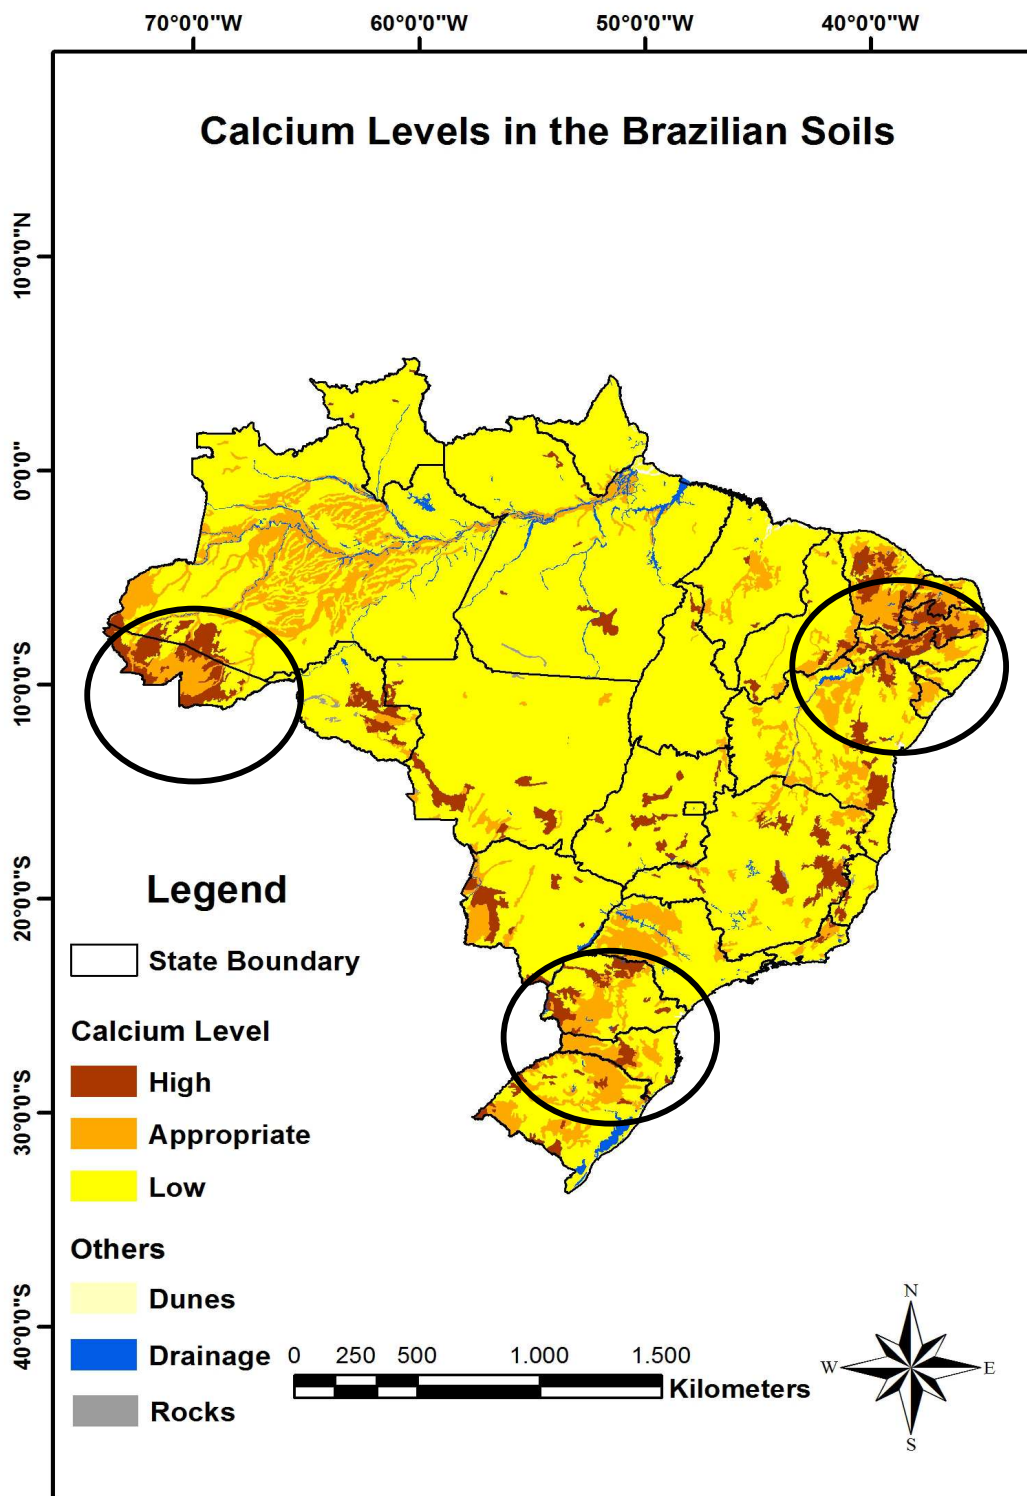 70°0'0"W 60°0'0"W 50°0'0"W 40°0'0"W
Calcium Levels in the Brazilian Soils
10°0'0"N
0°0'0"
10°0'0"S
20°0'0"S
30°0'0"S
40°0'0"S
Legend
State Boundary
Calcium Level
High
Appropriate
Low
Others
Dunes
Drainage
Rocks
0 250 500 1.000 1.500
Kilometers
N
W E
S